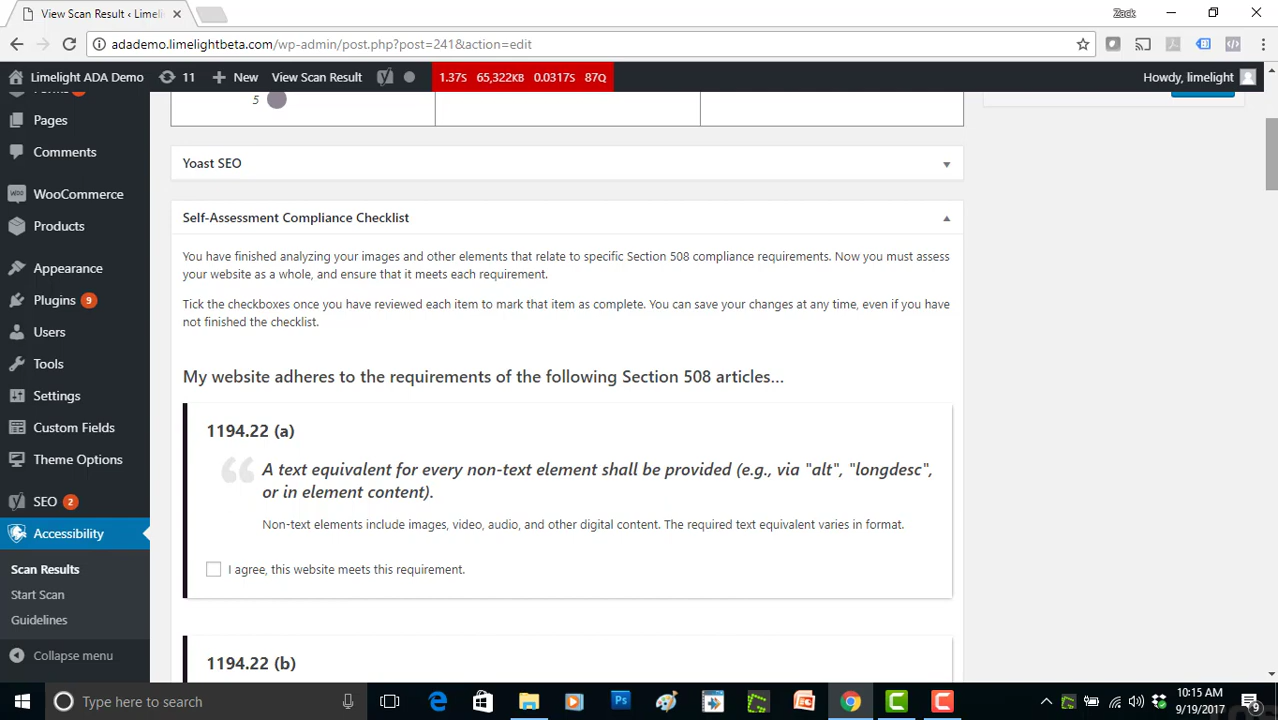 View Scan Result ‹ Limeli
Zack
adademo.limelightbeta.com/wp-admin/post.php?post=241&action=edit
Limelight ADA Demo 11 New View Scan Result 1.37S 65,322KB 0.0317S 87Q Howdy, limelight
5
Pages
Comments
WooCommerce
Products
Appearance
Plugins 9
Users
Tools
Settings
Custom Fields
Theme Options
SEO 2
Accessibility
Scan Results
Start Scan
Guidelines
Collapse menu
Yoast SEO
Self-Assessment Compliance Checklist
You have finished analyzing your images and other elements that relate to specific Section 508 compliance requirements. Now you must assess
your website as a whole, and ensure that it meets each requirement.
Tick the checkboxes once you have reviewed each item to mark that item as complete. You can save your changes at any time, even if you have
not finished the checklist.
My website adheres to the requirements of the following Section 508 articles...
1194.22 (a)
A text equivalent for every non-text element shall be provided (e.g., via "alt", "longdesc",
or in element content).
Non-text elements include images, video, audio, and other digital content. The required text equivalent varies in format.
I agree, this website meets this requirement.
1194.22 (b)
Type here to search
10:15 AM
9/19/2017
9